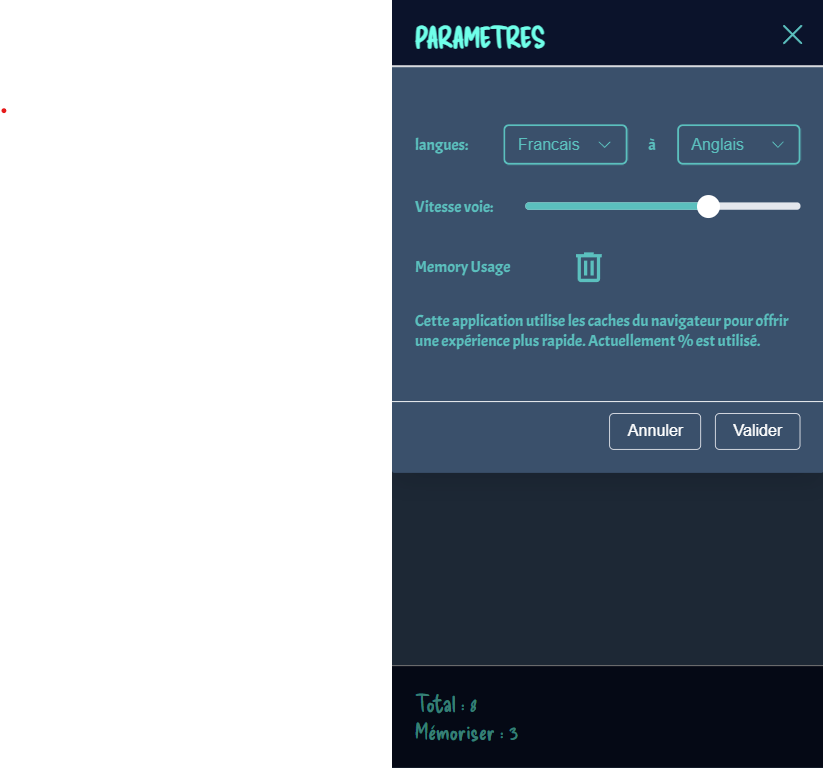 PARAMETRES
langues: Francais à Anglais
Vitesse voie:
Memory Usage
Cette application utilise les caches du navigateur pour offrir
une expérience plus rapide. Actuellement % est utilisé.
Annuler Valider
Total : 8
Mémoriser : 3